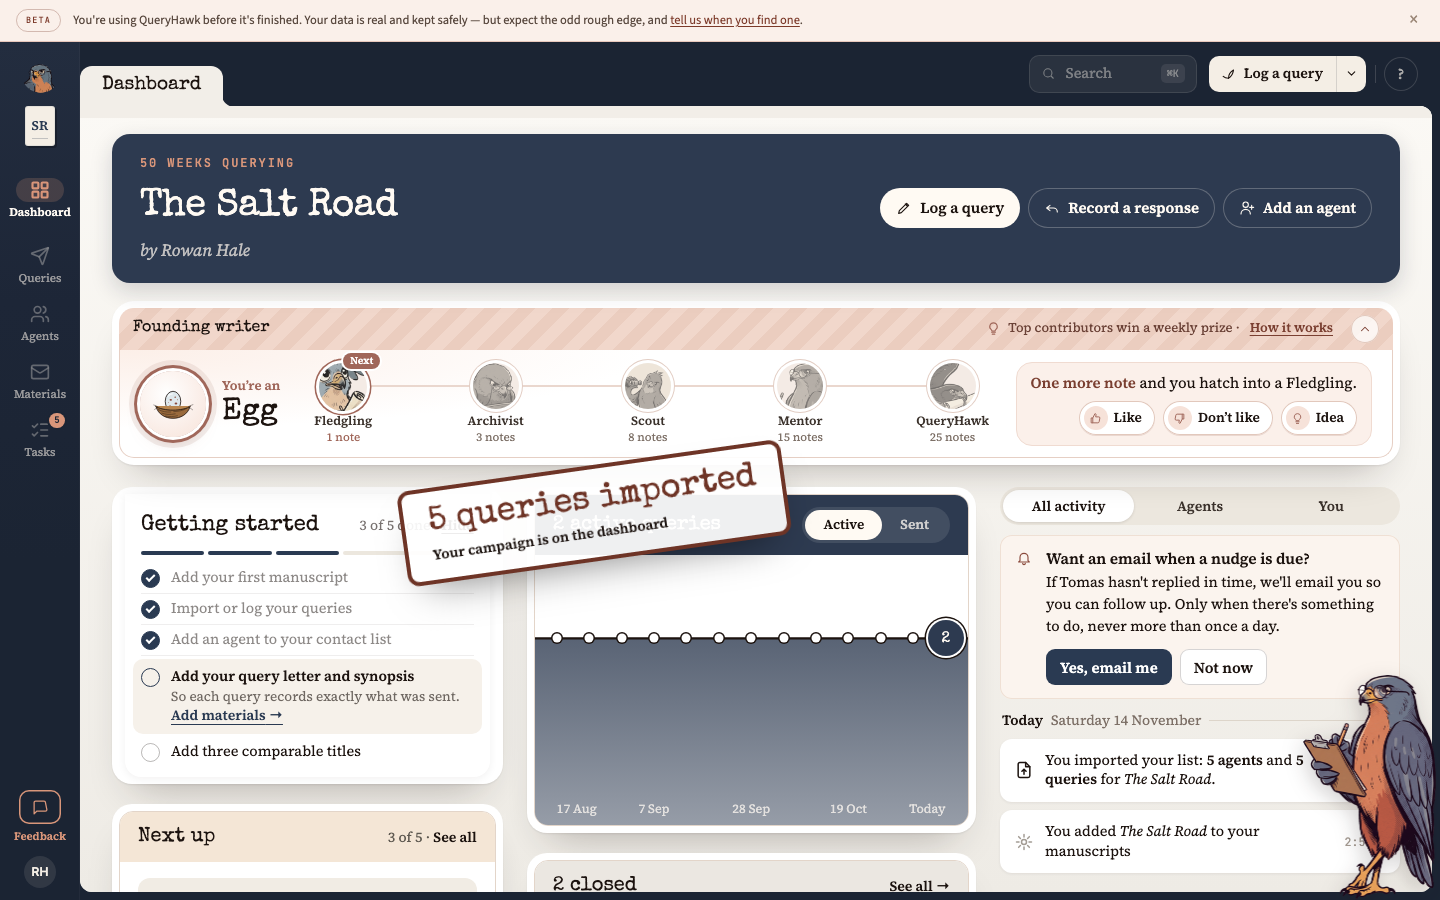 BETA
You're using QueryHawk before it's finished. Your data is real and kept safely — but expect the odd rough edge, and tell us when you find one.
×
Dashboard
Search
⌘K
Log a query
?
SR
Dashboard
Queries
Agents
Materials
5
Tasks
Feedback
RH
50 WEEKS QUERYING
The Salt Road
by Rowan Hale
Log a query
Record a response
Add an agent
Founding writer
Top contributors win a weekly prize ·
How it works
You're an
Egg
Next
Fledgling
1 note
Archivist
3 notes
Scout
8 notes
Mentor
15 notes
QueryHawk
25 notes
One more note and you hatch into a Fledgling.
Like
Don't like
Idea
5 queries imported
Your campaign is on the dashboard
Getting started
3 of 5
Add your first manuscript
Import or log your queries
Add an agent to your contact list
Add your query letter and synopsis
So each query records exactly what was sent.
Add materials →
Add three comparable titles
Next up
3 of 5 · See all
2 active queries
Active
Sent
2
17 Aug
7 Sep
28 Sep
19 Oct
Today
2 closed
See all →
All activity
Agents
You
Want an email when a nudge is due?
If Tomas hasn't replied in time, we'll email you so
you can follow up. Only when there's something
to do, never more than once a day.
Yes, email me
Not now
Today Saturday 14 November
You imported your list: 5 agents and 5
queries for The Salt Road.
You added The Salt Road to your
manuscripts